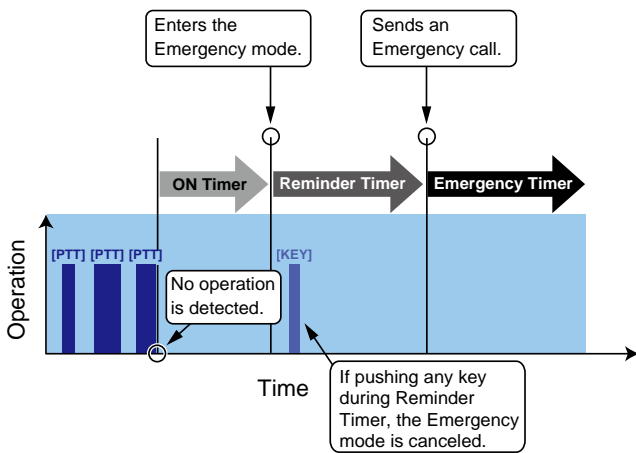 Enters the
Emergency mode.
Sends an
Emergency call.
ON Timer
Reminder Timer
Emergency Timer
[PTT] [PTT] [PTT]
[KEY]
No operation
is detected.
Operation
Time
If pushing any key
during Reminder
Timer, the Emergency
mode is canceled.